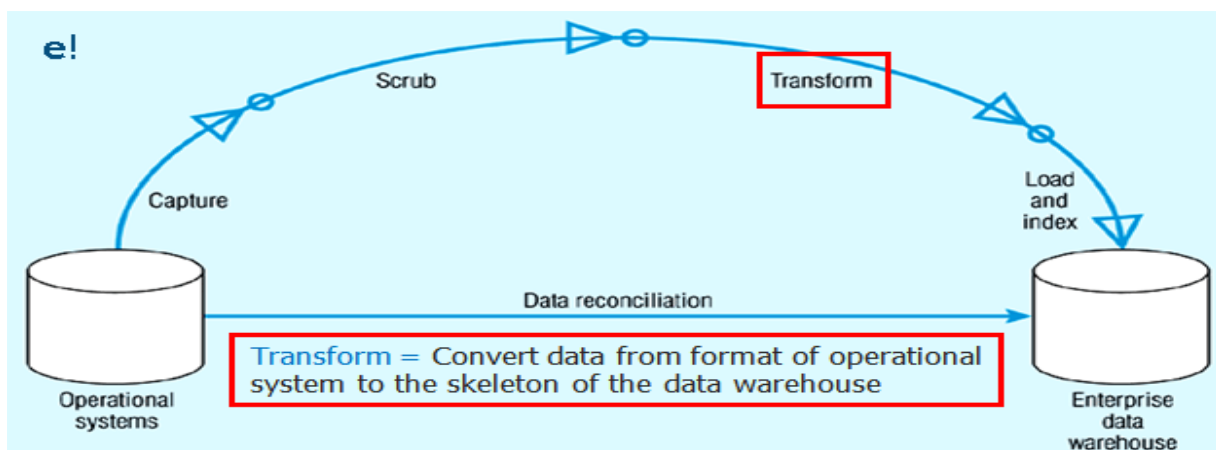 e!
Scrub
Transform
Capture
Load
and
index
Data reconciliation
Transform = Convert data from format of operational
system to the skeleton of the data warehouse
Operational
systems
Enterprise
data
warehouse